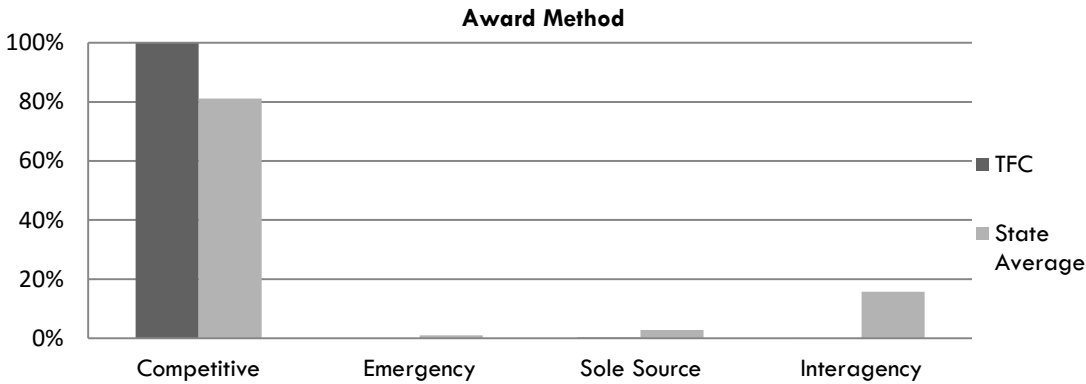 Award Method
100%
80%
60%
40%
20%
0%
Competitive
Emergency
Sole Source
Interagency
TFC
State
Average